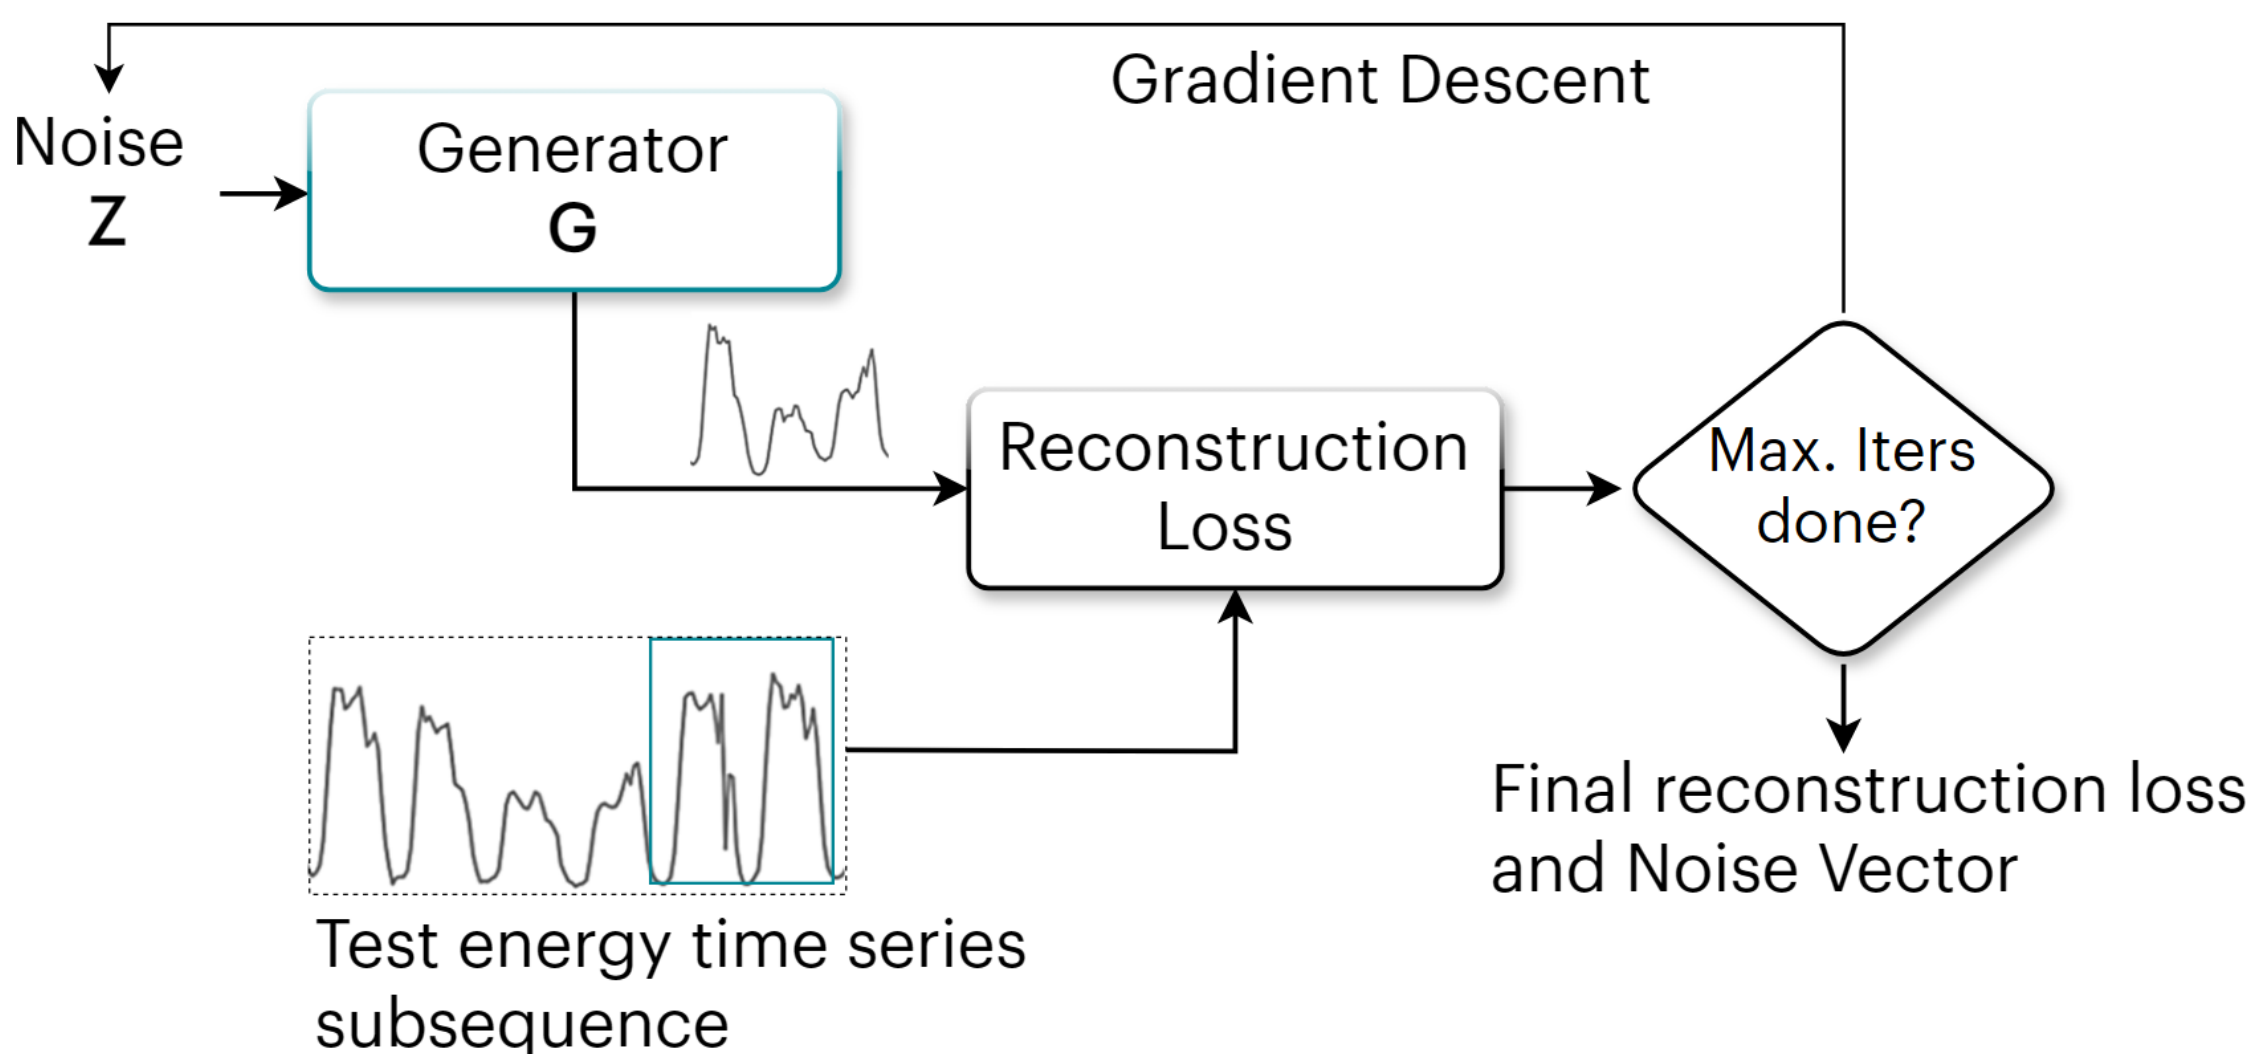 Gradient Descent
Noise
Z
Generator
G
Reconstruction
Loss
Max. Iters
done?
Final reconstruction loss
and Noise Vector
Test energy time series
subsequence